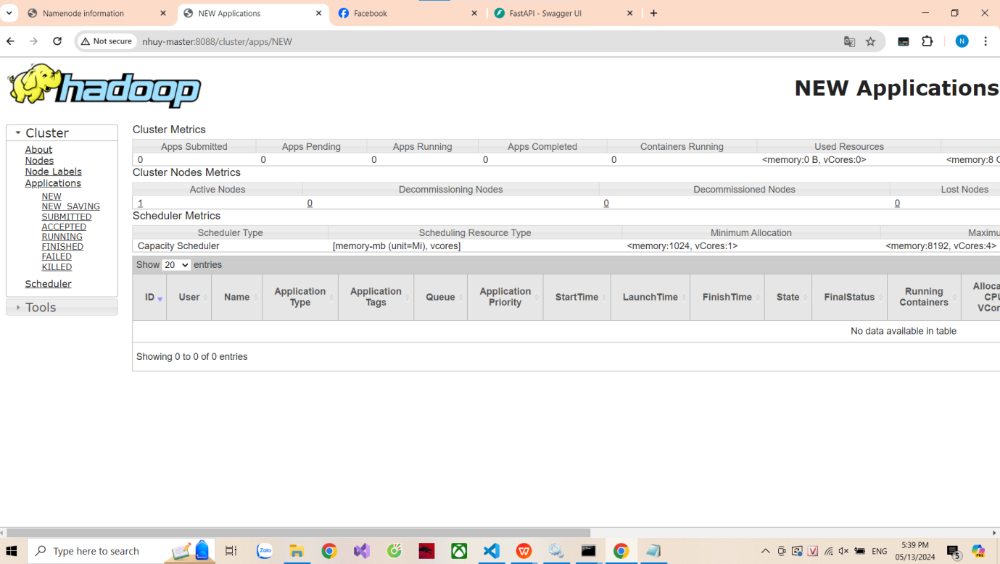 Namenode information
NEW Applications
Facebook
FastAPI - Swagger UI
Not secure
nhuy-master:8088/cluster/apps/NEW
N
hadoop
NEW Applications
Cluster
About
Nodes
Node Labels
Applications
NEW
NEW_SAVING
SUBMITTED
ACCEPTED
RUNNING
FINISHED
FAILED
KILLED
Scheduler
Tools
Cluster Metrics
Apps Submitted Apps Pending Apps Running Apps Completed Containers Running Used Resources
0 0 0 0 0 <memory:0 B, vCores:0> <memory:8
Cluster Nodes Metrics
Active Nodes Decommissioning Nodes Decommissioned Nodes Lost Nodes
1 0 0 0
Scheduler Metrics
Scheduler Type Scheduling Resource Type Minimum Allocation Maximu
Capacity Scheduler [memory-mb (unit=Mi), vcores] <memory:1024, vCores:1> <memory:8192, vCores:4>
Show 20 entries
ID User Name Application Type Application Tags Queue Application Priority StartTime LaunchTime FinishTime State FinalStatus Running Containers Alloca CPU VCor
No data available in table
Showing 0 to 0 of 0 entries
Type here to search
Zalo
V
ENG
5:39 PM
05/13/2024
5
PRE